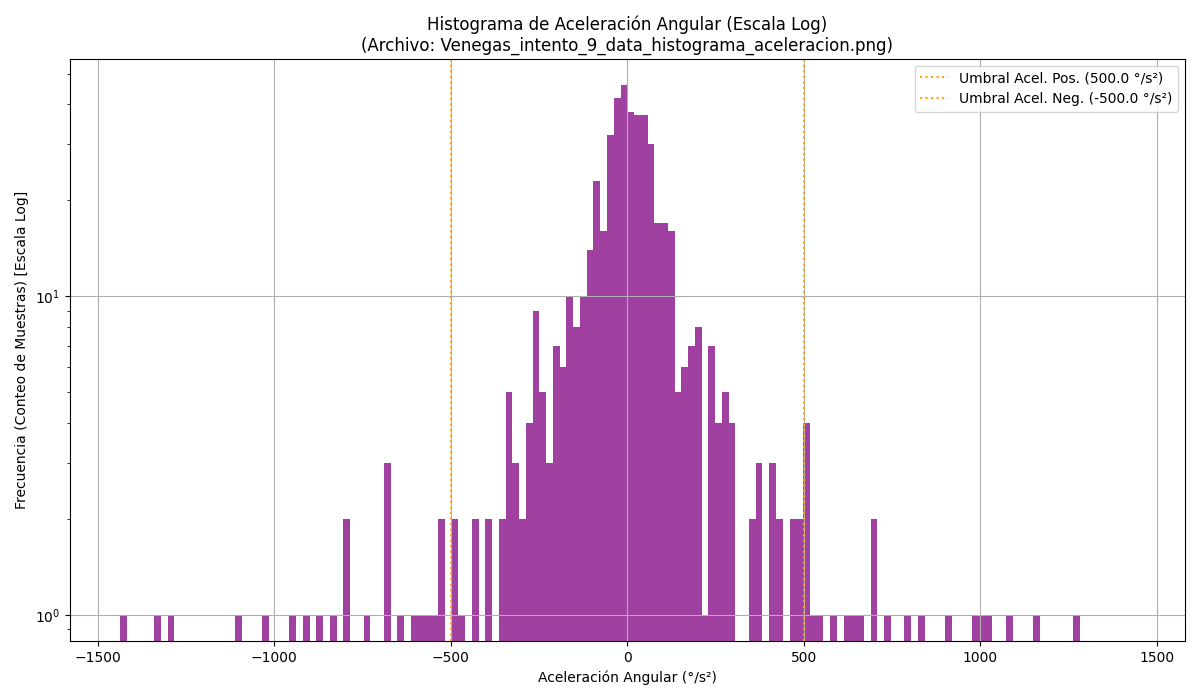 Histograma de Aceleración Angular (Escala Log)
(Archivo: Venegas_intento_9_data_histograma_aceleracion.png)
Umbral Acel. Pos. (500.0 °/s²)
Umbral Acel. Neg. (-500.0 °/s²)
Frecuencia (Conteo de Muestras) [Escala Log]
10¹
10⁰
−1500 −1000 −500 0 500 1000 1500
Aceleración Angular (°/s²)